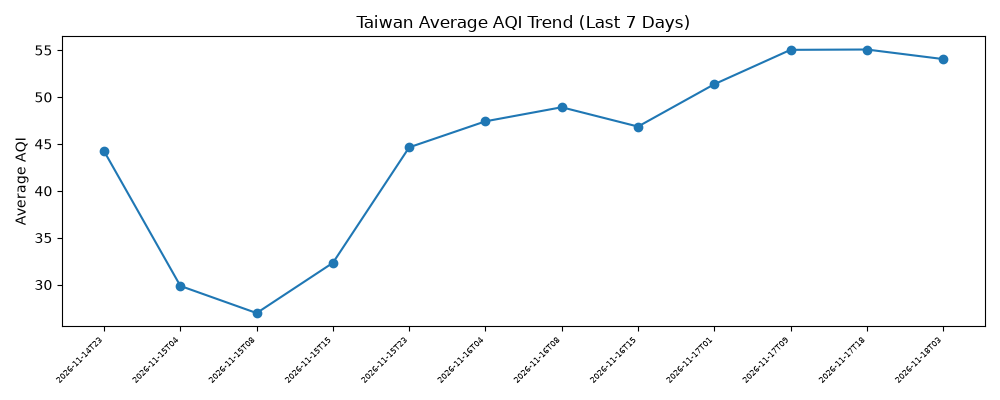 Taiwan Average AQI Trend (Last 7 Days)
Average AQI
55
50
45
40
35
30
2026-11-14T23
2026-11-15T04
2026-11-15T08
2026-11-15T15
2026-11-15T23
2026-11-16T04
2026-11-16T08
2026-11-16T15
2026-11-17T01
2026-11-17T09
2026-11-17T18
2026-11-18T03